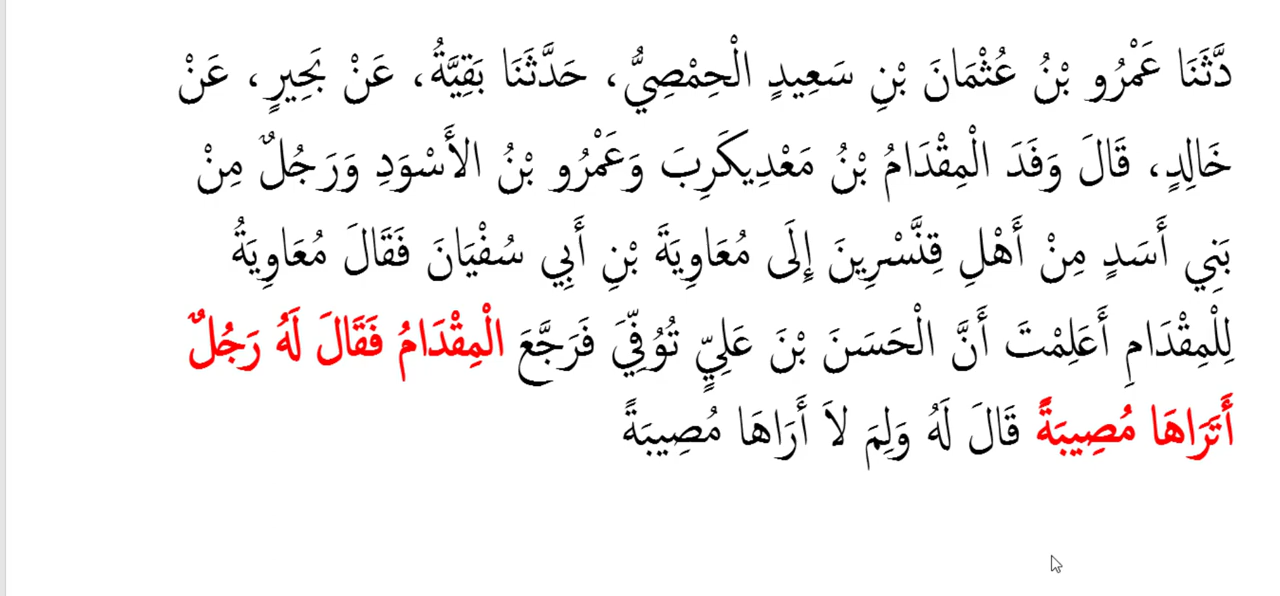 دَّثَنَا عَمْرُو بْنُ عُثْمَانَ بْنِ سَعِيدٍ الْحِمْصِيُّ، حَدَّثَنَا بَقِيَّةُ، عَنْ بَحِيرٍ، عَنْ
خَالِدٍ، قَالَ وَفَدَ الْمِقْدَامُ بْنُ مَعْدِيكَرِبَ وَعَمْرُو بْنُ الأَسْوَدِ وَرَجُلٌ مِنْ
بَنِي أَسَدٍ مِنْ أَهْلِ قِنَّسْرِينَ إِلَى مُعَاوِيَةَ بْنِ أَبِي سُفْيَانَ فَقَالَ مُعَاوِيَةُ
لِلْمِقْدَامِ أَعَلِمْتَ أَنَّ الْحَسَنَ بْنَ عَلِيٍّ تُوُفِّيَ فَرَجَّعَ الْمِقْدَامُ فَقَالَ لَهُ رَجُلٌ
أَتَرَاهَا مُصِيبَةً قَالَ لَهُ وَلِمَ لاَ أَرَاهَا مُصِيبَةً